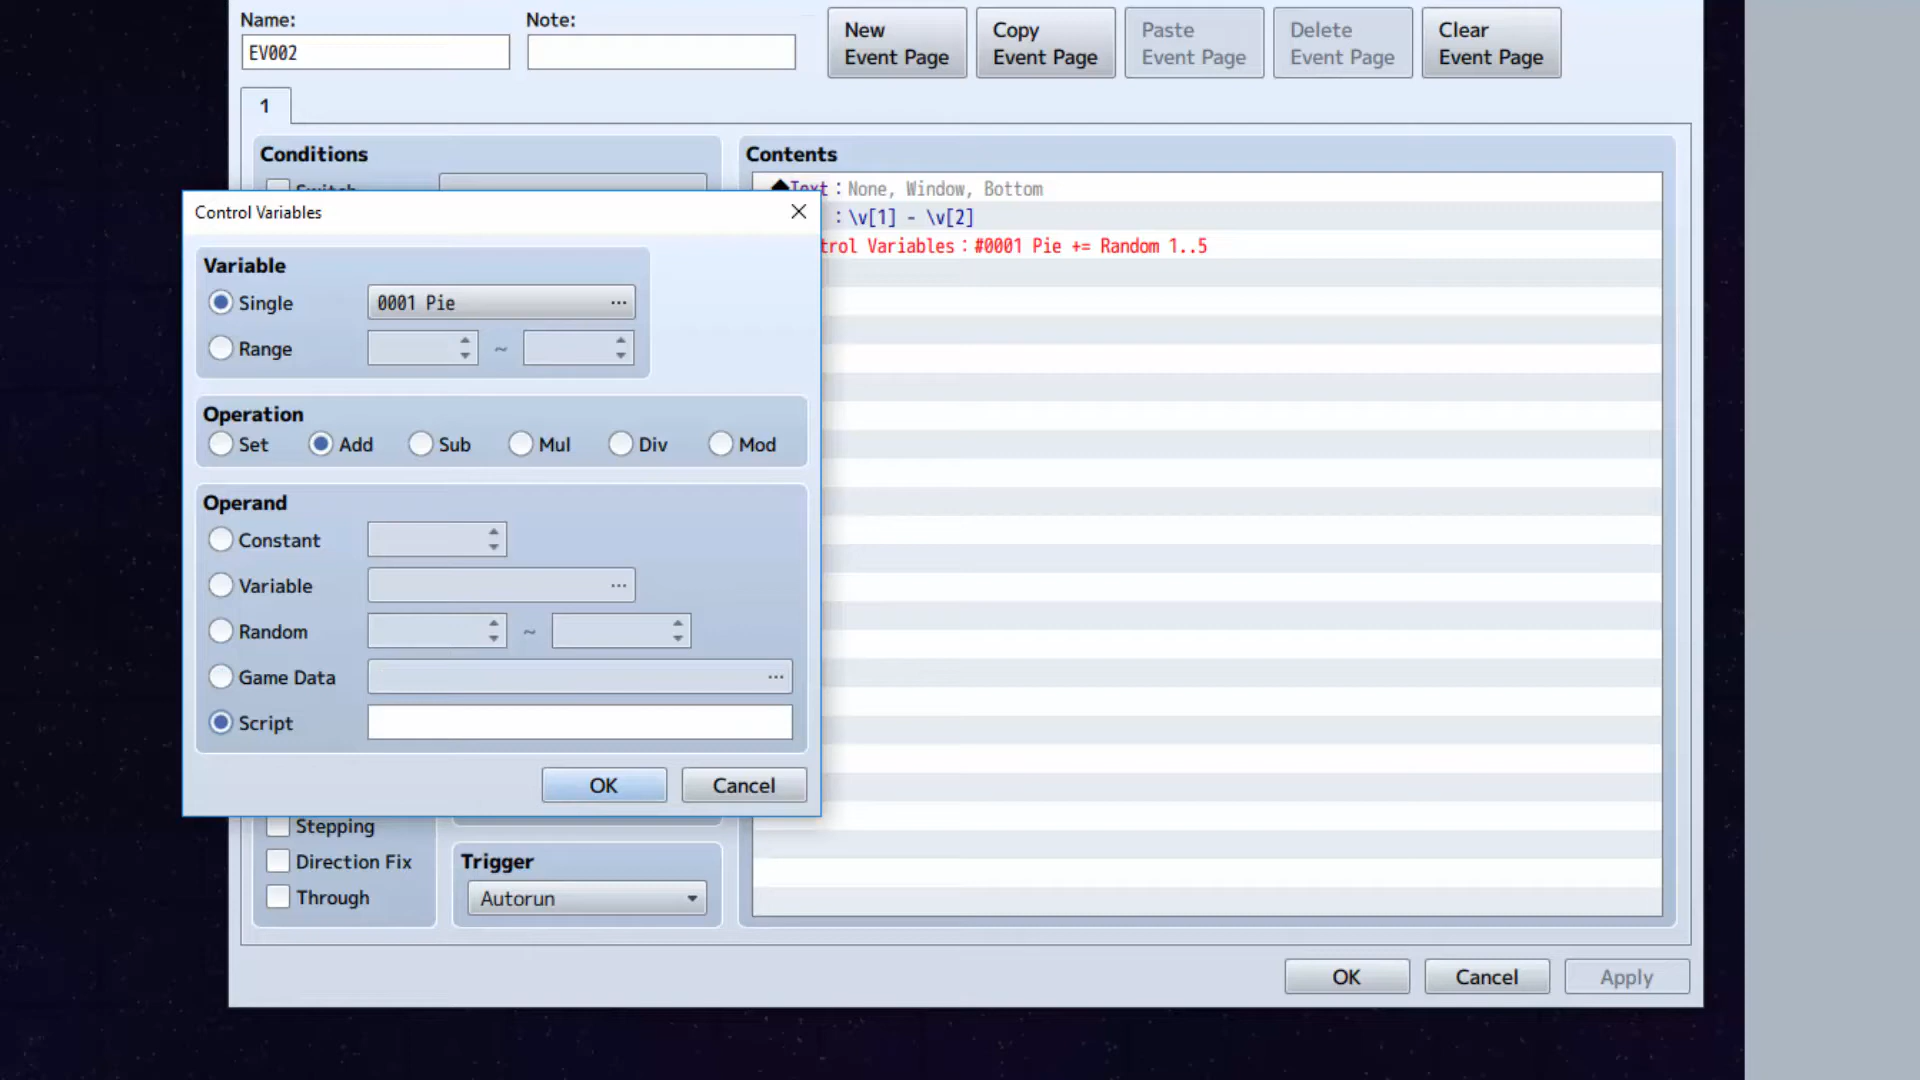 Name:
Note:
EV002
New
Event Page
Copy
Event Page
Paste
Event Page
Delete
Event Page
Clear
Event Page
1
Conditions
Switch
Contents
Text : None, Window, Bottom
: \v[1] - \v[2]
trol Variables : #0001 Pie += Random 1..5
Control Variables
Variable
Single
0001 Pie
...
Range
~
Operation
Set
Add
Sub
Mul
Div
Mod
Operand
Constant
Variable
...
Random
~
Game Data
...
Script
OK
Cancel
Stepping
Direction Fix
Through
Trigger
Autorun
OK
Cancel
Apply